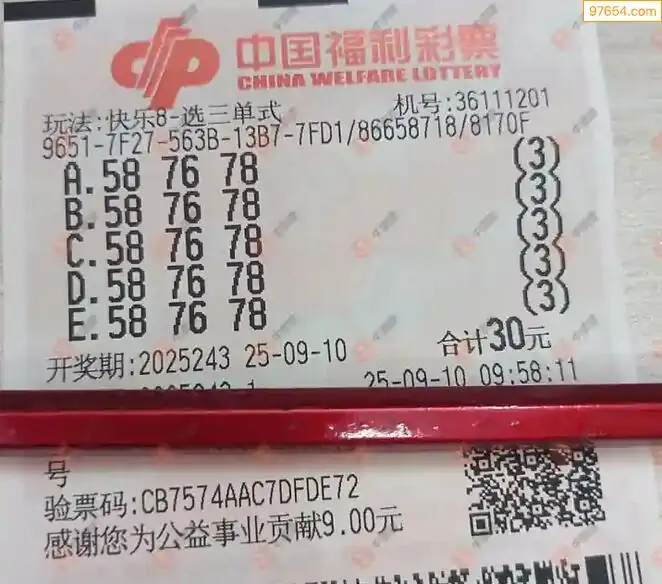 97654.com
中国福利彩票
CHINA WELFARE LOTTERY
玩法:快乐8-选三单式 机号:36111201
9651-7F27-563B-13B7-7FD1/86658718/8170F
A.58 76 78 (3)
B.58 76 78 (3)
C.58 76 78 (3)
D.58 76 78 (3)
E.58 76 78 (3)
开奖期:2025243 25-09-10 合计30元
25-09-10 09:58:11
号
验票码:CB7574AAC7DFDE72
感谢您为公益事业贡献9.00元